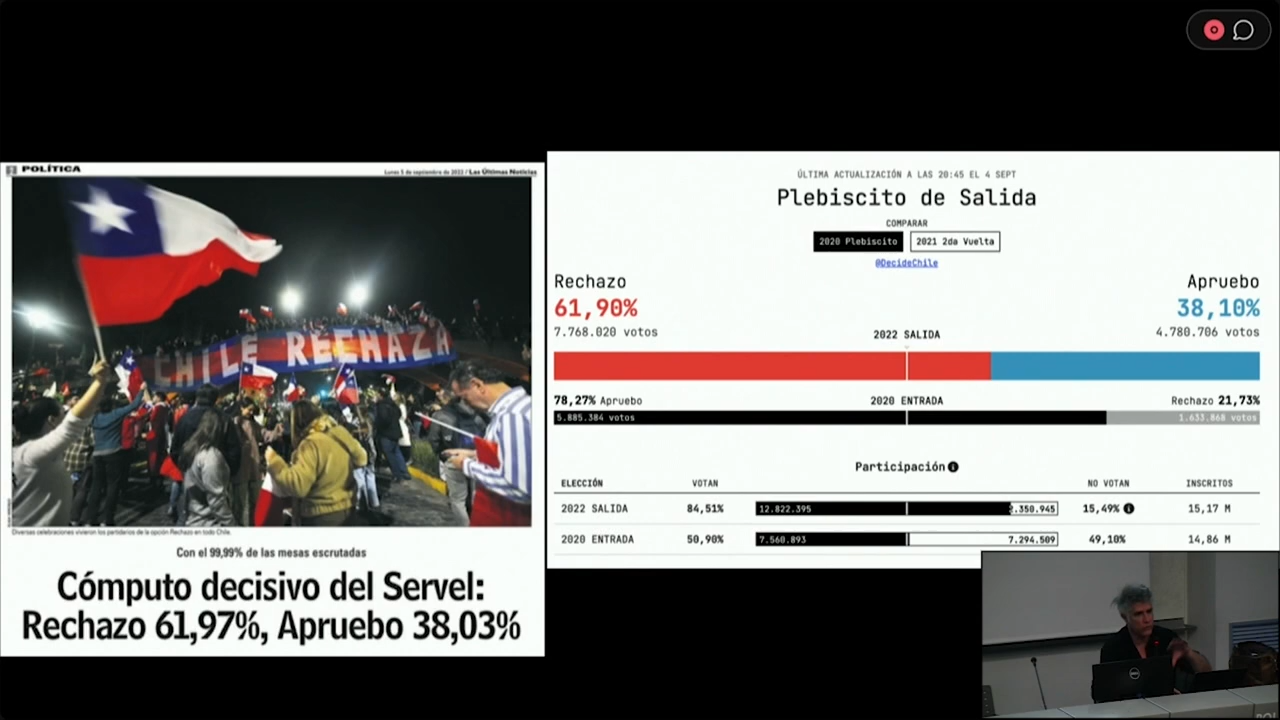 POLÍTICA
Lunes 5 de septiembre de 2022 / Las Últimas Noticias
CHILE RECHAZA
Diversas celebraciones vivieron los partidarios de la opción Rechazo en todo Chile.
Con el 99,99% de las mesas escrutadas
Cómputo decisivo del Servel:
Rechazo 61,97%, Apruebo 38,03%
ÚLTIMA ACTUALIZACIÓN A LAS 20:45 EL 4 SEPT
Plebiscito de Salida
COMPARAR
2020 Plebiscito 2021 2da Vuelta
@DecideChile
Rechazo Apruebo
61,90% 38,10%
7.768.020 votos 2022 SALIDA 4.780.706 votos
78,27% Apruebo 2020 ENTRADA Rechazo 21,73%
5.885.384 votos 1.633.868 votos
Participación
ELECCIÓN VOTAN NO VOTAN INSCRITOS
2022 SALIDA 84,51% 12.822.395 2.350.945 15,49% 15,17 M
2020 ENTRADA 50,90% 7.560.893 7.294.509 49,10% 14,86 M
DELL